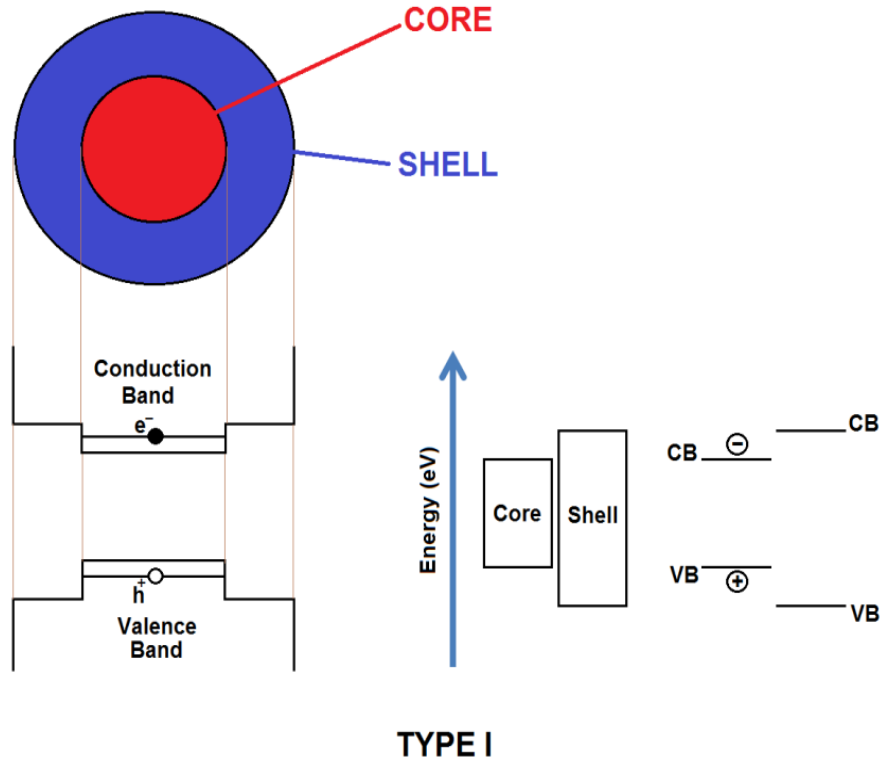 CORE
SHELL
Conduction
Band
e⁻
h⁺
Valence
Band
Energy (eV)
Core
Shell
CB
−
CB
VB
+
VB
TYPE I